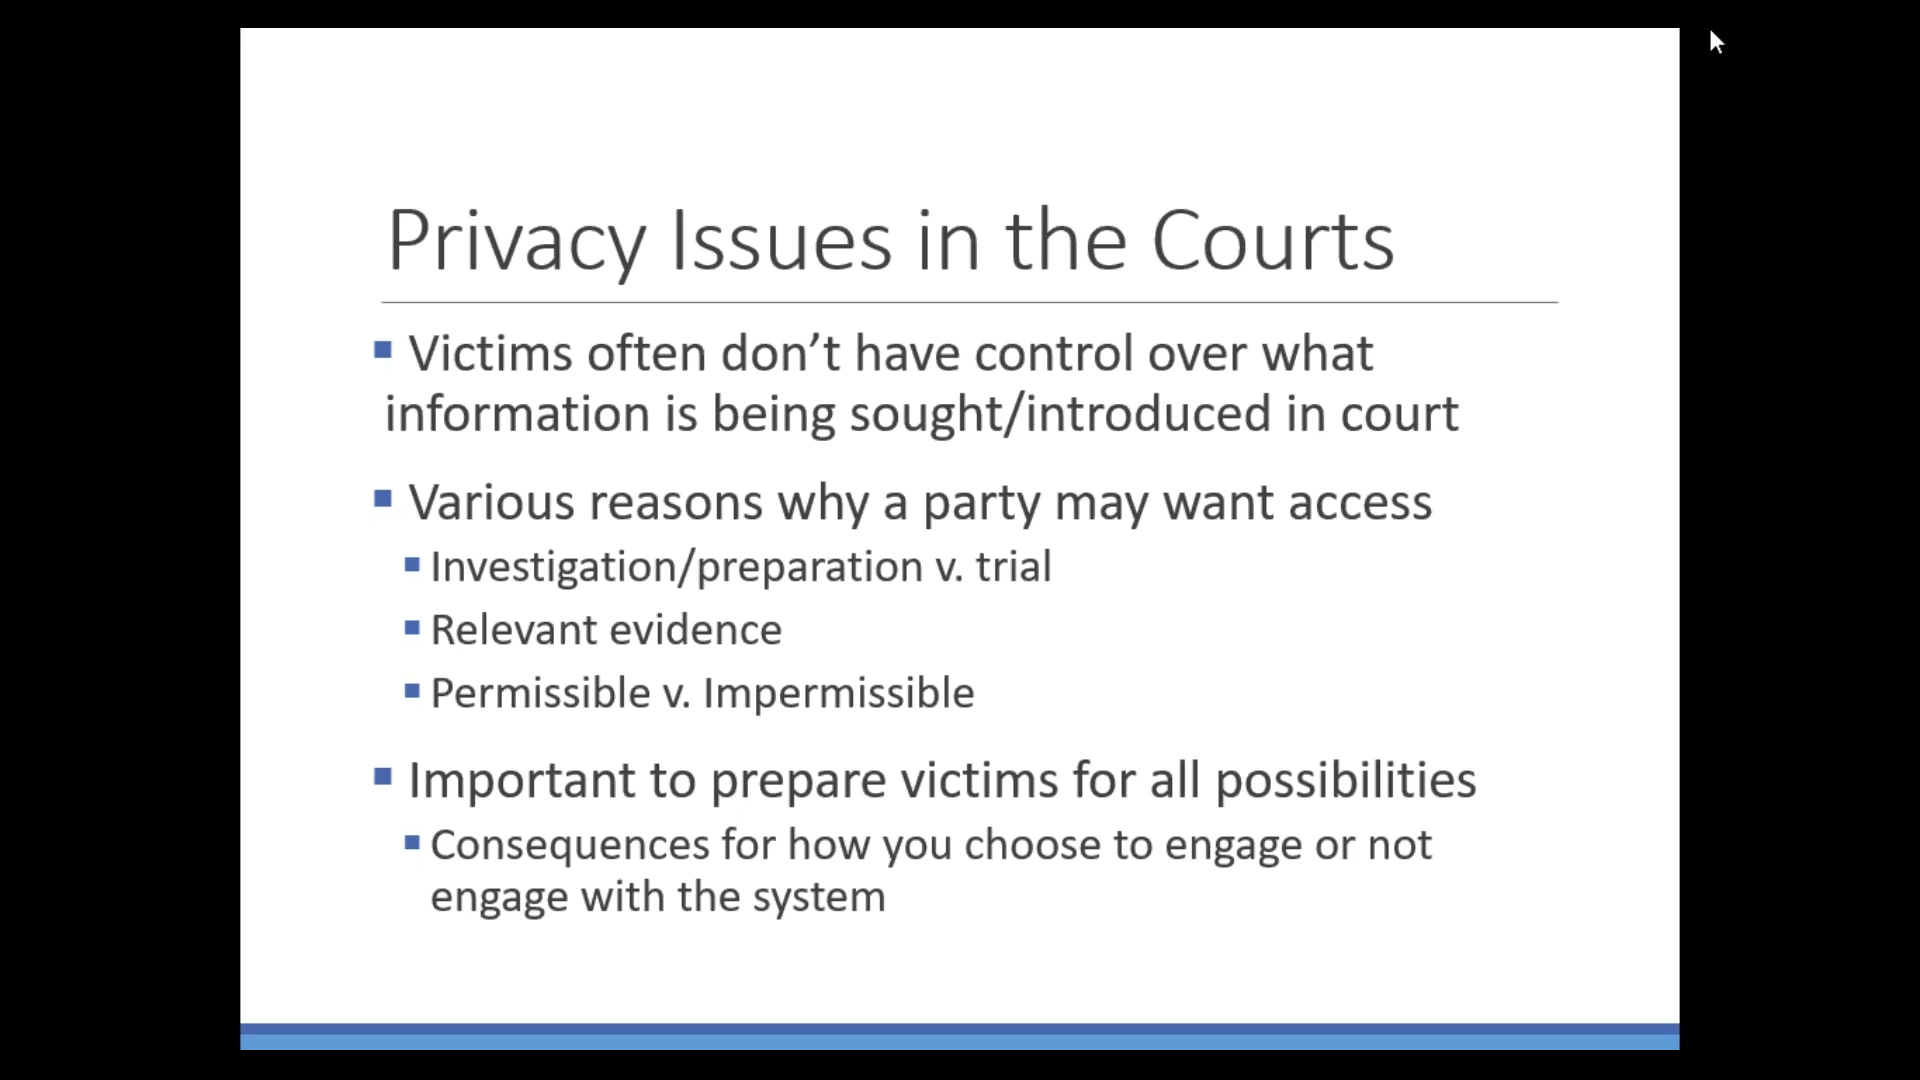 Privacy Issues in the Courts
▪ Victims often don’t have control over what
information is being sought/introduced in court
▪ Various reasons why a party may want access
▪ Investigation/preparation v. trial
▪ Relevant evidence
▪ Permissible v. Impermissible
▪ Important to prepare victims for all possibilities
▪ Consequences for how you choose to engage or not
engage with the system